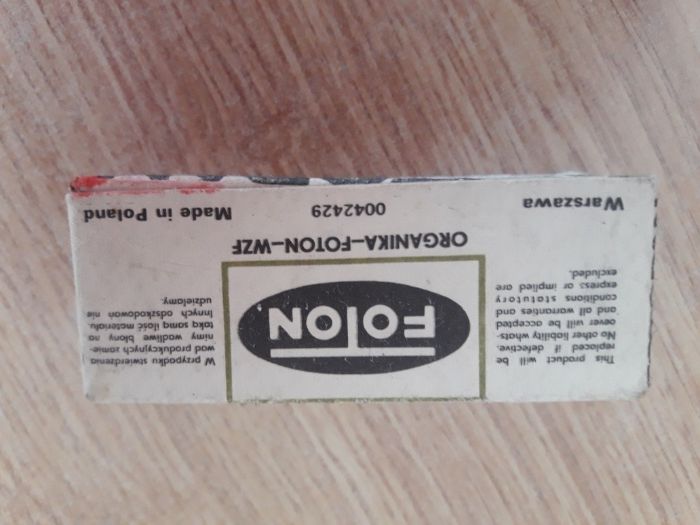 This product will be
replaced if defective.
No other liability whats-
oever will be accepted
and all warranties and
conditions statutory
express or implied are
excluded.
FOTON
W przypadku stwierdzenia
wad produkcyjnych zamie-
nimy wadliwe błony na
taką samą ilość materiału.
Innych odszkodowań nie
udzielamy.
ORGANIKA–FOTON–WZF
Warszawa 0042429 Made in Poland